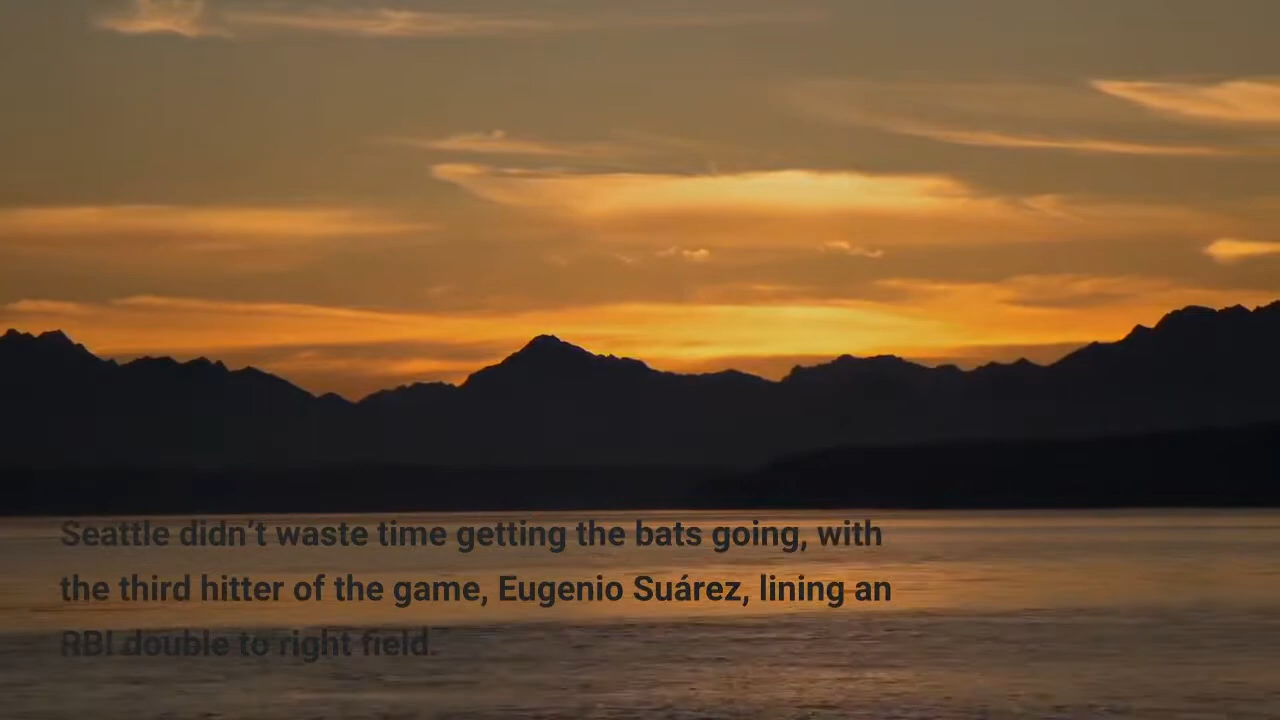 Seattle didn’t waste time getting the bats going, with
the third hitter of the game, Eugenio Suárez, lining an
RBI double to right field.